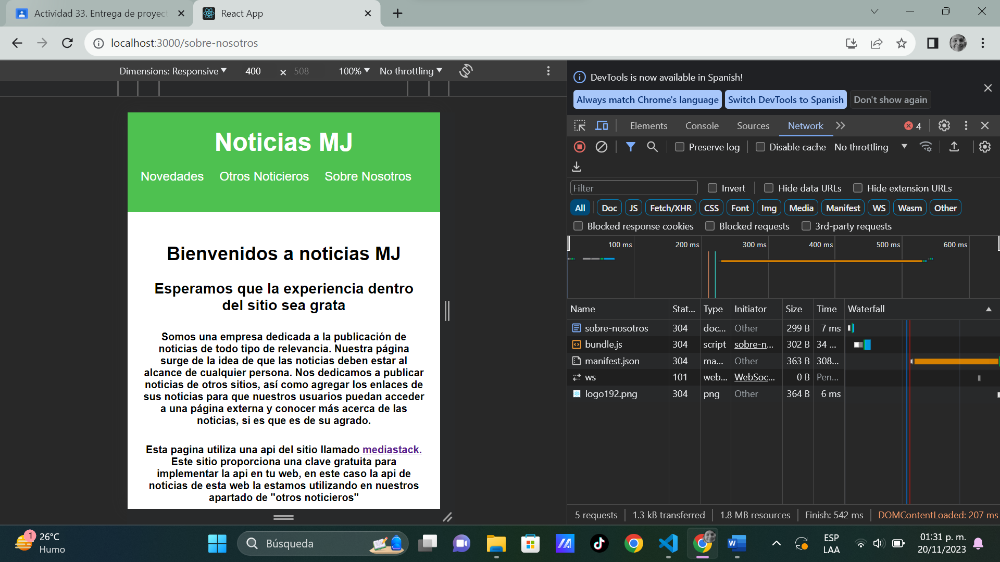 Actividad 33. Entrega de proyect
React App
localhost:3000/sobre-nosotros
Dimensions: Responsive
400
×
508
100%
No throttling
Noticias MJ
Novedades
Otros Noticieros
Sobre Nosotros
Bienvenidos a noticias MJ
Esperamos que la experiencia dentro
del sitio sea grata
Somos una empresa dedicada a la publicación de
noticias de todo tipo de relevancia. Nuestra página
surge de la idea de que las noticias deben estar al
alcance de cualquier persona. Nos dedicamos a publicar
noticias de otros sitios, así como agregar los enlaces de
sus noticias para que nuestros usuarios puedan acceder
a una página externa y conocer más acerca de las
noticias, si es que es de su agrado.
Esta pagina utiliza una api del sitio llamado mediastack.
Este sitio proporciona una clave gratuita para
implementar la api en tu web, en este caso la api de
noticias de esta web la estamos utilizando en nuestros
apartado de "otros noticieros"
DevTools is now available in Spanish!
Always match Chrome's language
Switch DevTools to Spanish
Don't show again
Elements
Console
Sources
Network
4
Preserve log
Disable cache
No throttling
Filter
Invert
Hide data URLs
Hide extension URLs
All
Doc
JS
Fetch/XHR
CSS
Font
Img
Media
Manifest
WS
Wasm
Other
Blocked response cookies
Blocked requests
3rd-party requests
100 ms
200 ms
300 ms
400 ms
500 ms
600 ms
Name Stat... Type Initiator Size Time Waterfall
sobre-nosotros 304 doc... Other 299 B 7 ms
bundle.js 304 script sobre-n... 302 B 34 ...
manifest.json 304 ma... Other 363 B 308...
ws 101 web... WebSoc... 0 B Pen...
logo192.png 304 png Other 364 B 6 ms
5 requests
1.3 kB transferred
1.8 MB resources
Finish: 542 ms
DOMContentLoaded: 207 ms
1
26°C
Humo
Búsqueda
W
ESP
LAA
01:31 p. m.
20/11/2023